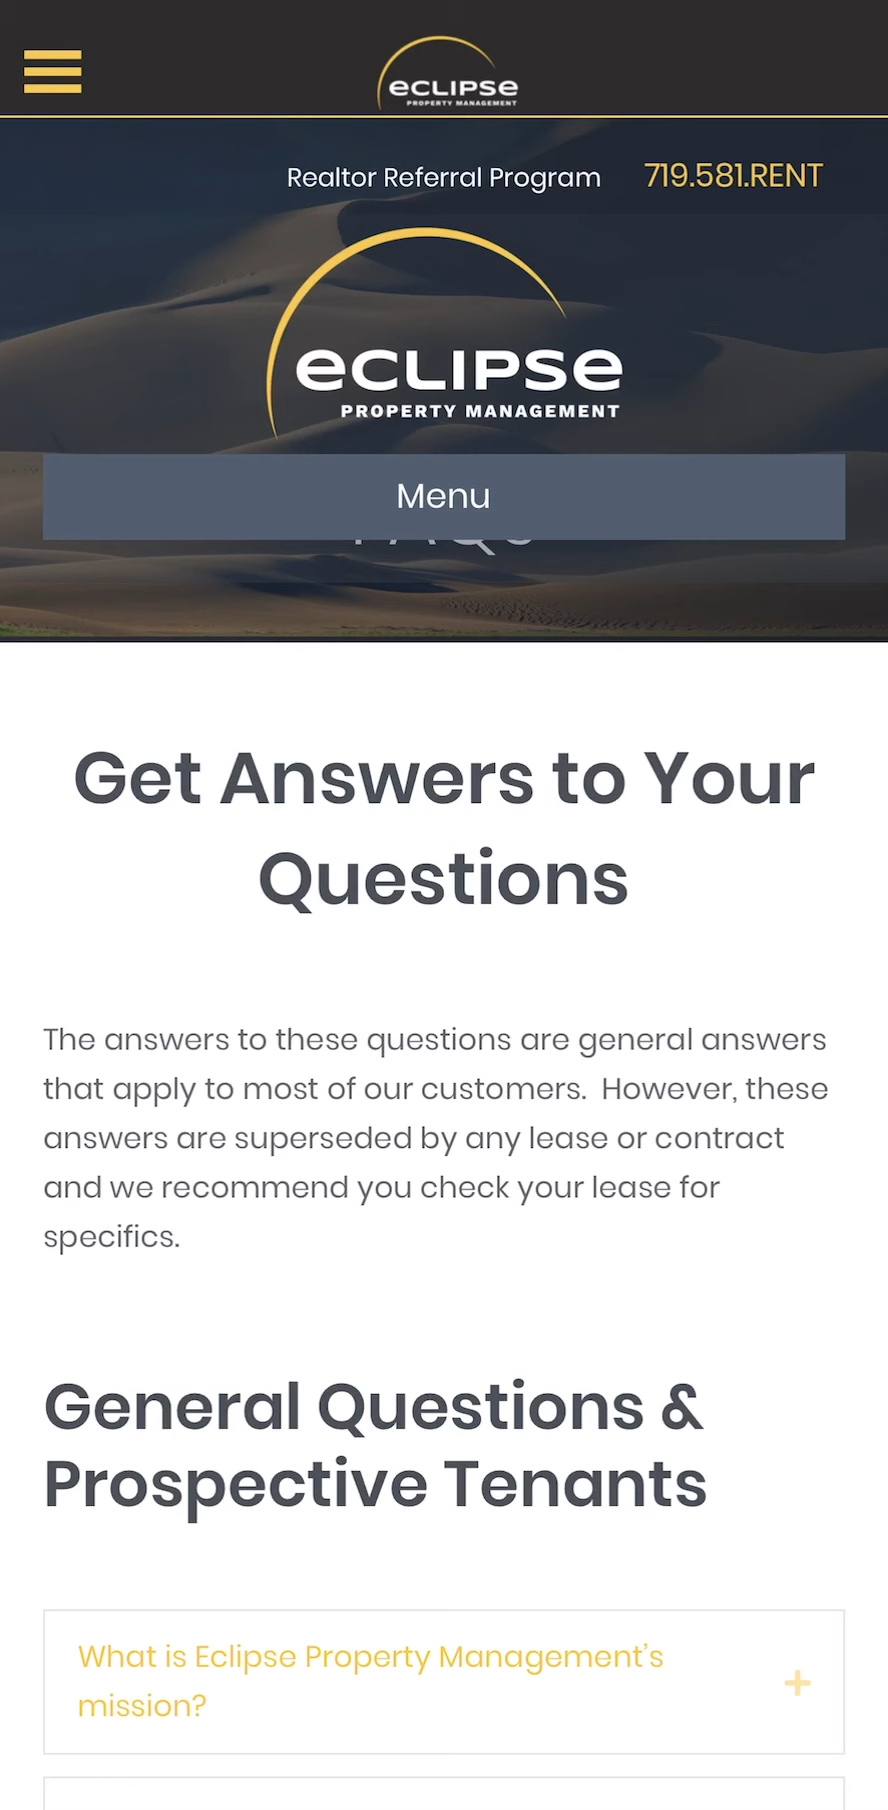 eclipse
PROPERTY MANAGEMENT
Realtor Referral Program 719.581.RENT
eclipse
PROPERTY MANAGEMENT
Menu
FAQs
Get Answers to Your
Questions
The answers to these questions are general answers
that apply to most of our customers.  However, these
answers are superseded by any lease or contract
and we recommend you check your lease for
specifics.
General Questions &
Prospective Tenants
What is Eclipse Property Management’s
mission?